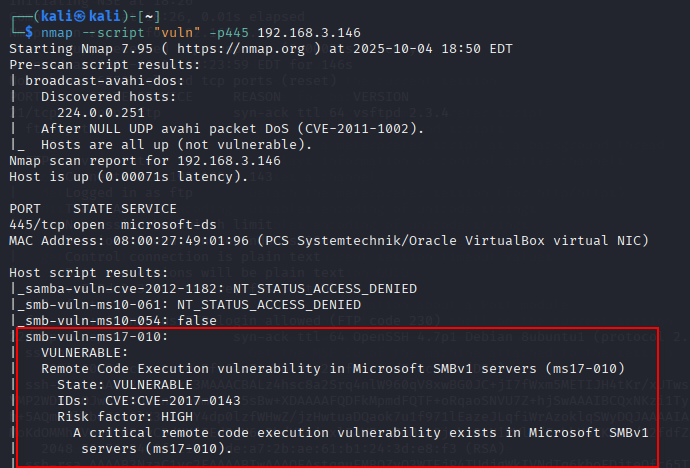 ┌──(kali㉿kali)-[~]
└─$ nmap --script "vuln" -p445 192.168.3.146
Starting Nmap 7.95 ( https://nmap.org ) at 2025-10-04 18:50 EDT
Pre-scan script results:
| broadcast-avahi-dos:
|   Discovered hosts:
|     224.0.0.251
|   After NULL UDP avahi packet DoS (CVE-2011-1002).
|_  Hosts are all up (not vulnerable).
Nmap scan report for 192.168.3.146
Host is up (0.00071s latency).
PORT    STATE SERVICE
445/tcp open  microsoft-ds
MAC Address: 08:00:27:49:01:96 (PCS Systemtechnik/Oracle VirtualBox virtual NIC)
Host script results:
|_samba-vuln-cve-2012-1182: NT_STATUS_ACCESS_DENIED
|_smb-vuln-ms10-061: NT_STATUS_ACCESS_DENIED
|_smb-vuln-ms10-054: false
| smb-vuln-ms17-010:
|   VULNERABLE:
|   Remote Code Execution vulnerability in Microsoft SMBv1 servers (ms17-010)
|     State: VULNERABLE
|     IDs:  CVE:CVE-2017-0143
|     Risk factor: HIGH
|       A critical remote code execution vulnerability exists in Microsoft SMBv1
|        servers (ms17-010).
|